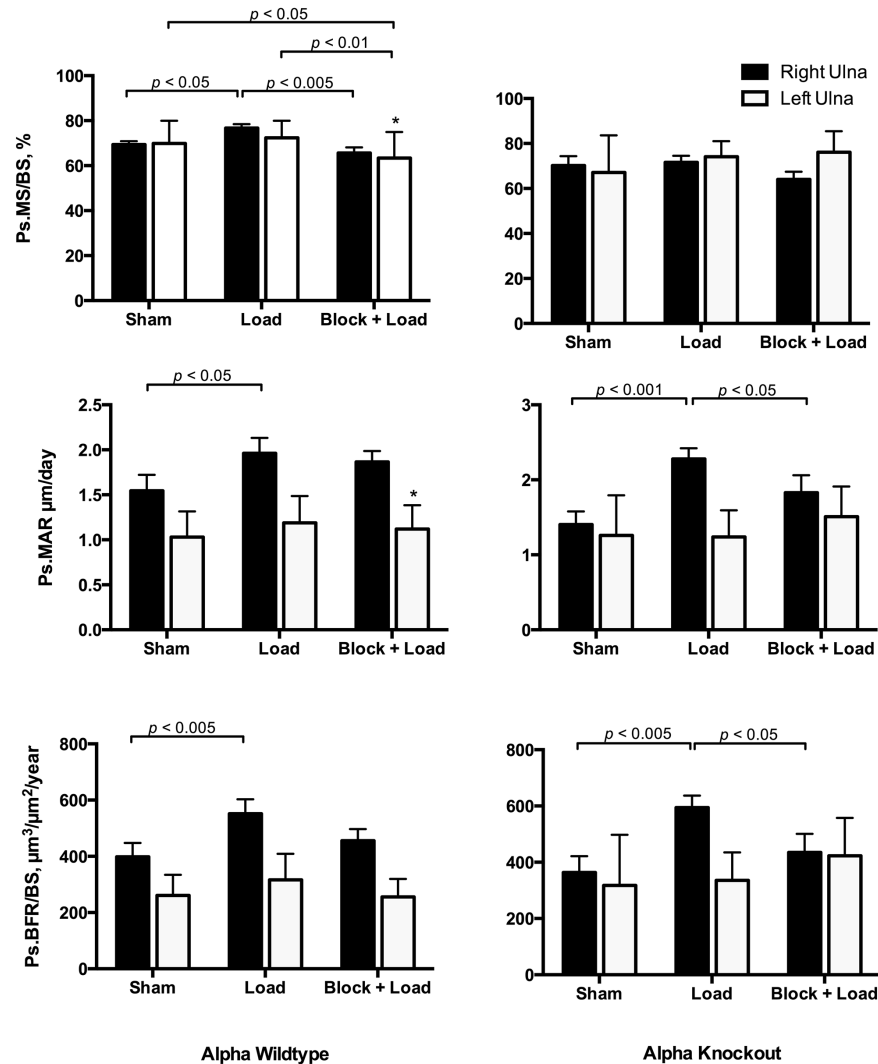 p < 0.05
p < 0.01
p < 0.05
p < 0.005
Ps.MS/BS, %
100
80
60
40
20
0
*
Sham
Load
Block + Load
Right Ulna
Left Ulna
100
80
60
40
20
0
Sham
Load
Block + Load
p < 0.05
Ps.MAR µm/day
2.5
2.0
1.5
1.0
0.5
0.0
*
Sham
Load
Block + Load
p < 0.001
p < 0.05
3
2
1
0
Sham
Load
Block + Load
p < 0.005
Ps.BFR/BS, µm³/µm²/year
800
600
400
200
0
Sham
Load
Block + Load
p < 0.005
p < 0.05
800
600
400
200
0
Sham
Load
Block + Load
Alpha Wildtype
Alpha Knockout